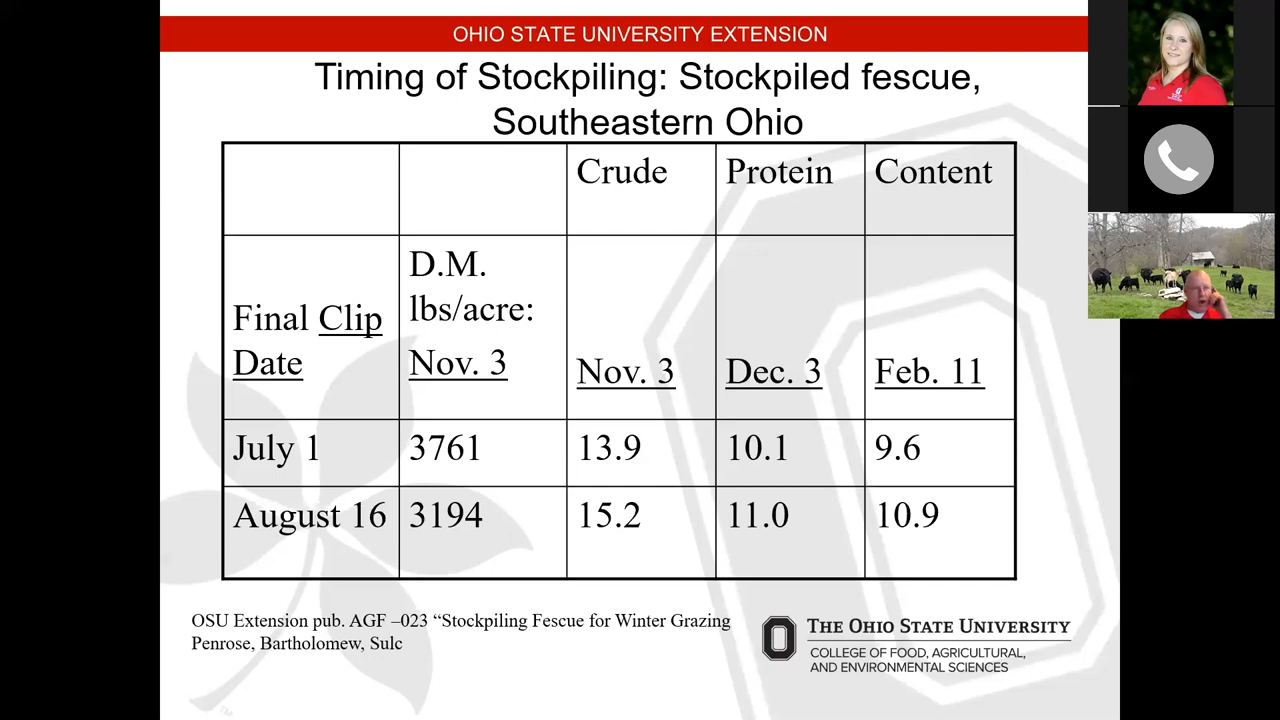 OHIO STATE UNIVERSITY EXTENSION
Timing of Stockpiling: Stockpiled fescue,
Southeastern Ohio
Crude Protein Content
Final Clip Date
D.M. lbs/acre: Nov. 3
Nov. 3 Dec. 3 Feb. 11
July 1 3761 13.9 10.1 9.6
August 16 3194 15.2 11.0 10.9
OSU Extension pub. AGF –023 “Stockpiling Fescue for Winter Grazing
Penrose, Bartholomew, Sulc
THE OHIO STATE UNIVERSITY
COLLEGE OF FOOD, AGRICULTURAL,
AND ENVIRONMENTAL SCIENCES
TM